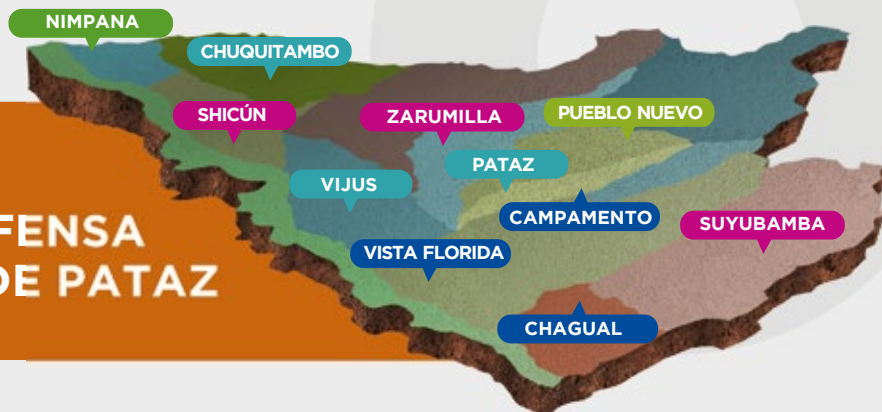 NIMPANA
CHUQUITAMBO
SHICÚN
ZARUMILLA
PUEBLO NUEVO
PATAZ
VIJUS
CAMPAMENTO
SUYUBAMBA
FENSA
VISTA FLORIDA
DE PATAZ
CHAGUAL